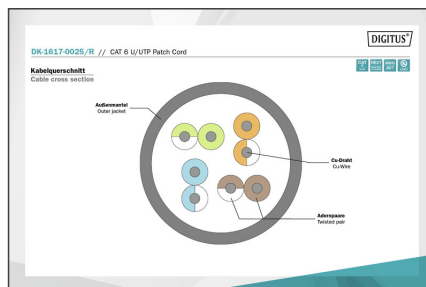 DIGITUS®
DK-1617-0025/R // CAT 6 U/UTP Patch Cord
Kabelquerschnitt
Cable cross section
Außenmantel
Outer jacket
Cu-Draht
Cu-Wire
Aderpaare
Twisted pair